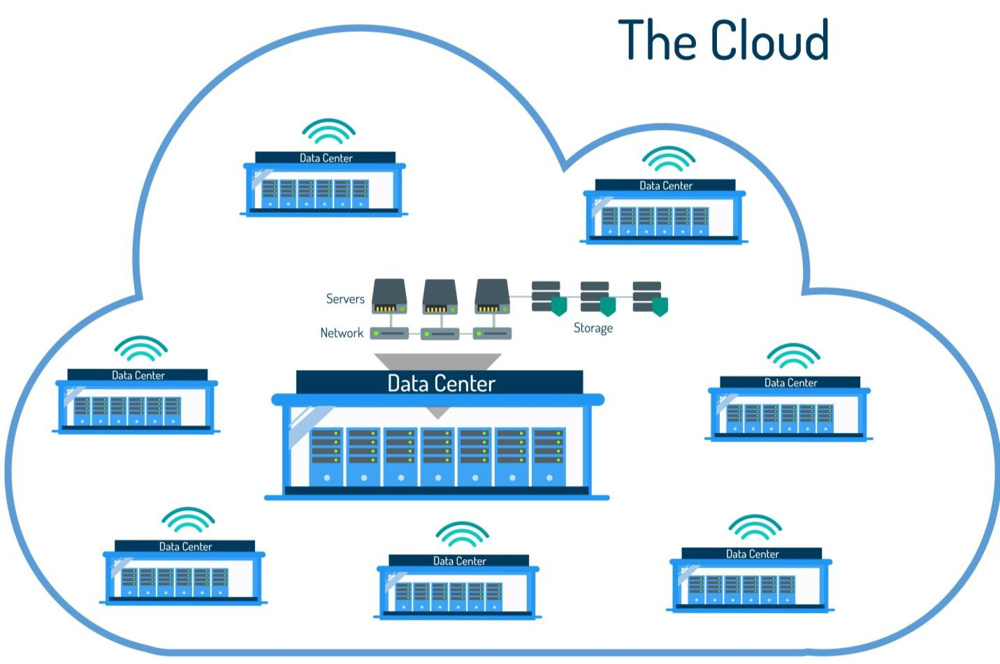 The Cloud
Data Center
Data Center
Servers
Network
Storage
Data Center
Data Center
Data Center
Data Center
Data Center
Data Center